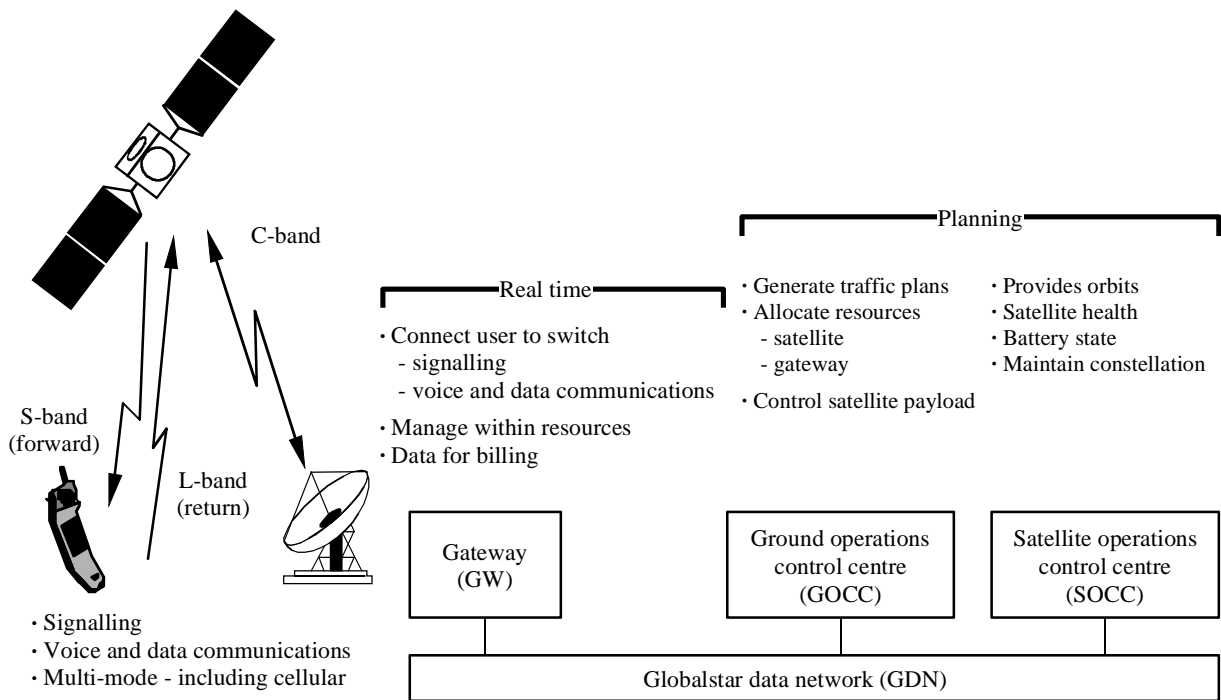 C-band
S-band
(forward)
L-band
(return)
· Signalling
· Voice and data communications
· Multi-mode - including cellular
Real time
· Connect user to switch
- signalling
- voice and data communications
· Manage within resources
· Data for billing
Planning
· Generate traffic plans
· Allocate resources
- satellite
- gateway
· Control satellite payload
· Provides orbits
· Satellite health
· Battery state
· Maintain constellation
Gateway
(GW)
Ground operations
control centre
(GOCC)
Satellite operations
control centre
(SOCC)
Globalstar data network (GDN)